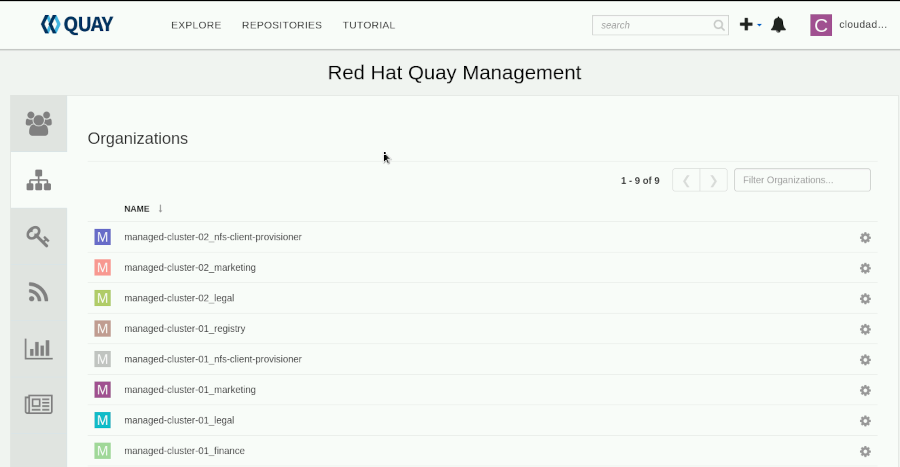 QUAY EXPLORE REPOSITORIES TUTORIAL search C cloudad...
Red Hat Quay Management
Organizations
1 - 9 of 9 Filter Organizations...
NAME ↓
M managed-cluster-02_nfs-client-provisioner
M managed-cluster-02_marketing
M managed-cluster-02_legal
M managed-cluster-01_registry
M managed-cluster-01_nfs-client-provisioner
M managed-cluster-01_marketing
M managed-cluster-01_legal
M managed-cluster-01_finance